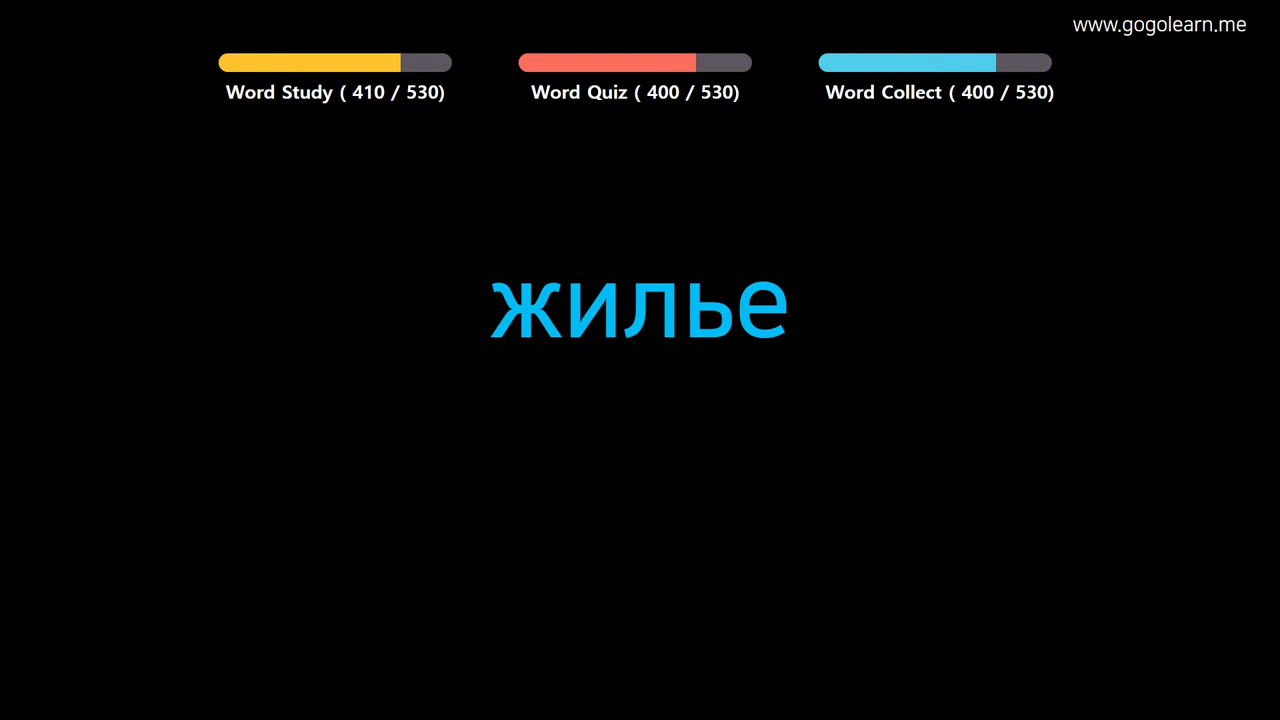 www.gogolearn.me
Word Study ( 410 / 530)
Word Quiz ( 400 / 530)
Word Collect ( 400 / 530)
жилье